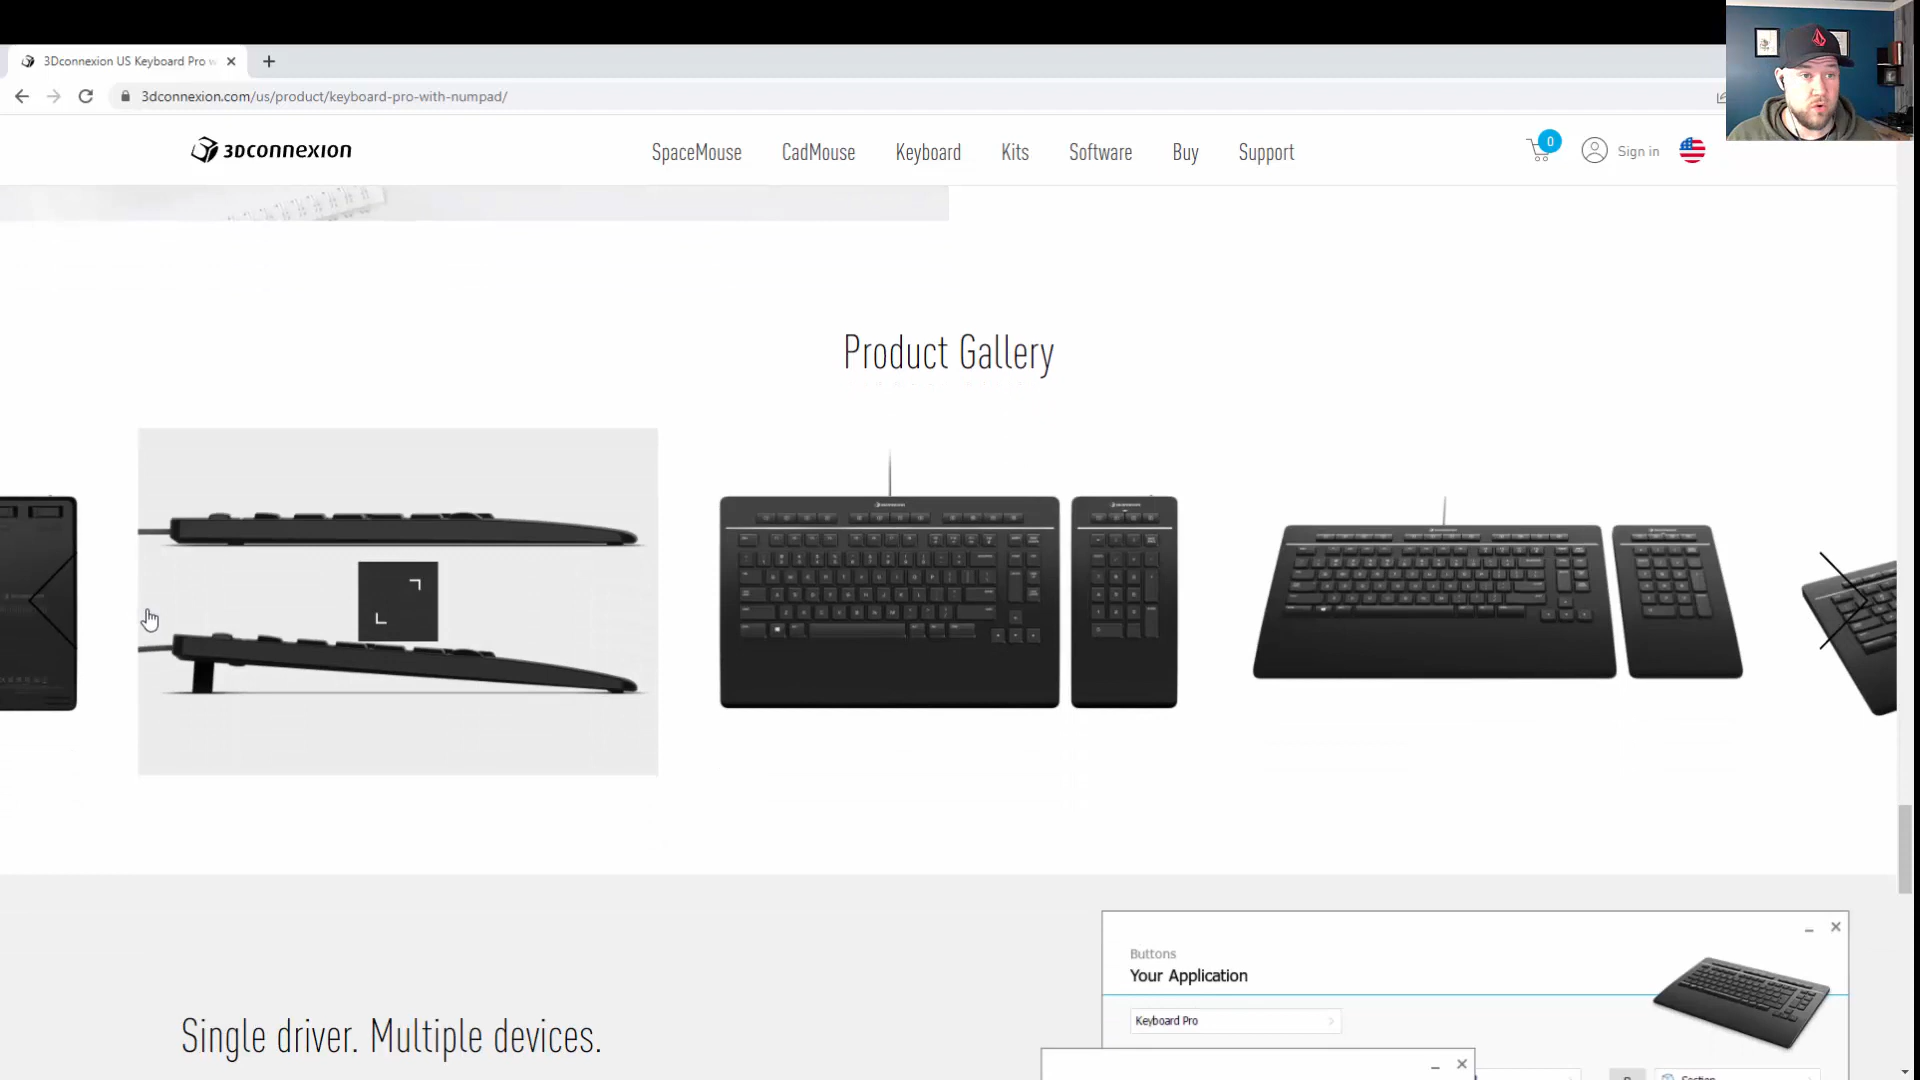 3Dconnexion US Keyboard Pro w
3dconnexion.com/us/product/keyboard-pro-with-numpad/
3Dconnexion
SpaceMouse
CadMouse
Keyboard
Kits
Software
Buy
Support
0
Sign in
Product Gallery
Buttons
Your Application
Keyboard Pro
Single driver. Multiple devices.